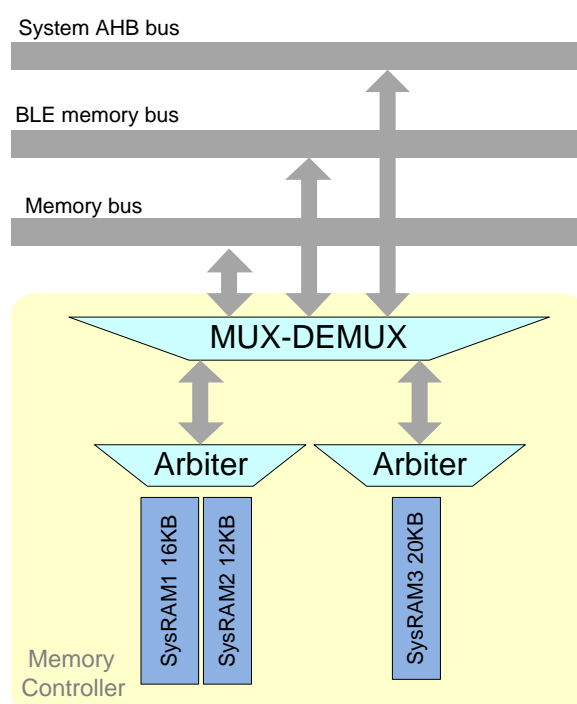 System AHB bus
BLE memory bus
Memory bus
MUX-DEMUX
Arbiter
Arbiter
SysRAM1 16KB
SysRAM2 12KB
SysRAM3 20KB
Memory
Controller